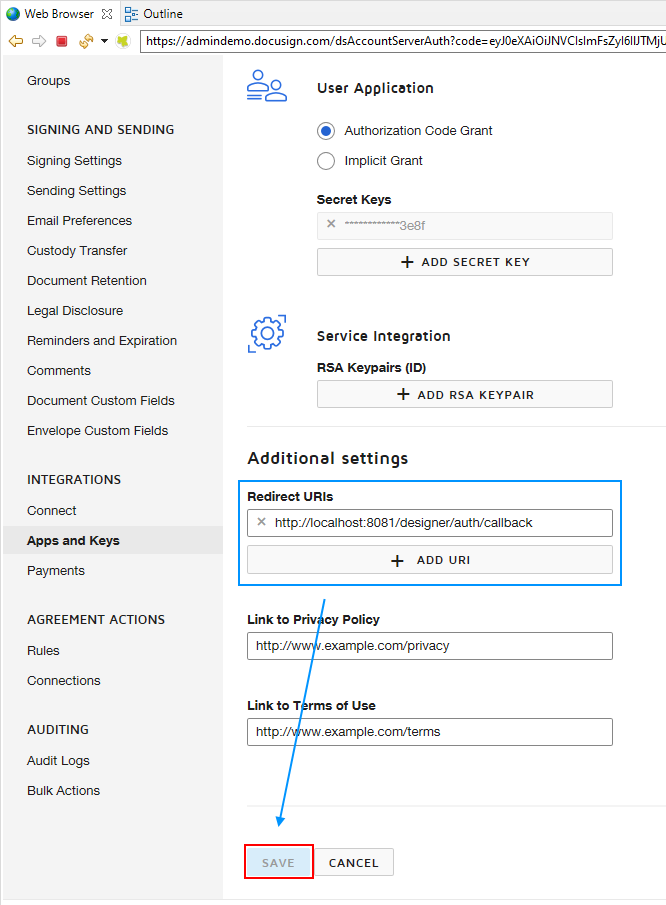 Web Browser
Outline
https://admindemo.docusign.com/dsAccountServerAuth?code=eyJ0eXAiOiJNVCIsImFsZyI6IlJTMjU
Groups
SIGNING AND SENDING
Signing Settings
Sending Settings
Email Preferences
Custody Transfer
Document Retention
Legal Disclosure
Reminders and Expiration
Comments
Document Custom Fields
Envelope Custom Fields
INTEGRATIONS
Connect
Apps and Keys
Payments
AGREEMENT ACTIONS
Rules
Connections
AUDITING
Audit Logs
Bulk Actions
User Application
Authorization Code Grant
Implicit Grant
Secret Keys
************3e8f
ADD SECRET KEY
Service Integration
RSA Keypairs (ID)
ADD RSA KEYPAIR
Additional settings
Redirect URIs
http://localhost:8081/designer/auth/callback
ADD URI
Link to Privacy Policy
http://www.example.com/privacy
Link to Terms of Use
http://www.example.com/terms
SAVE
CANCEL